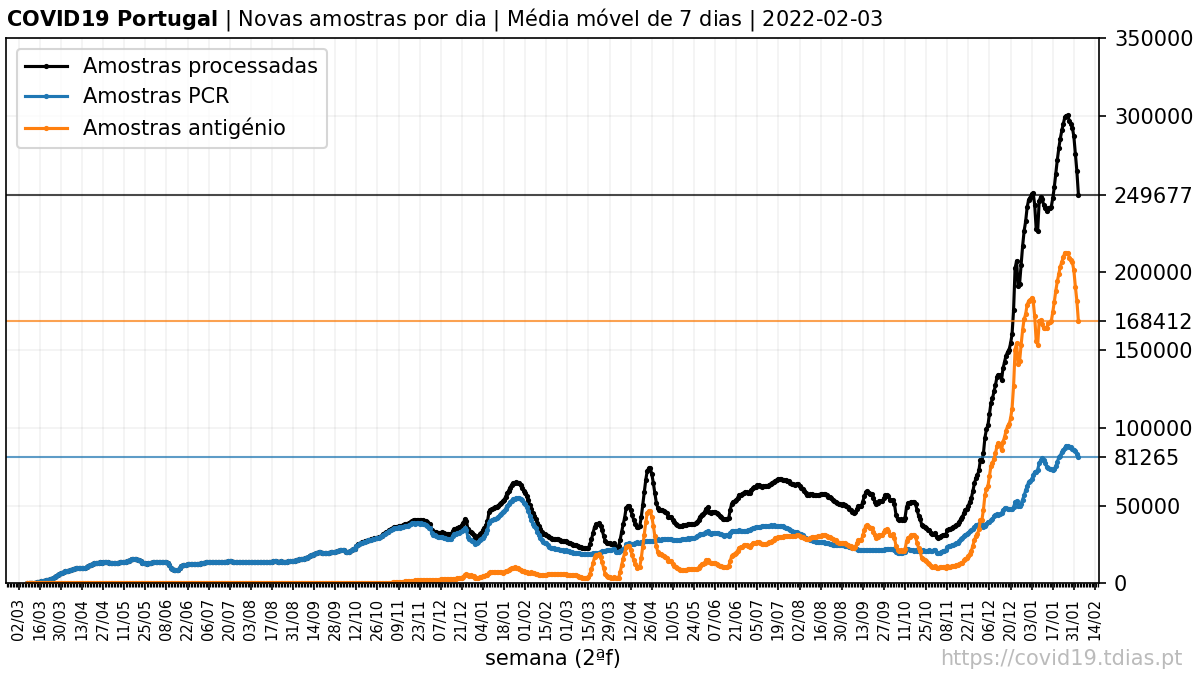 COVID19 Portugal | Novas amostras por dia | Média móvel de 7 dias | 2022-02-03
Amostras processadas
Amostras PCR
Amostras antigénio
350000
300000
249677
200000
168412
150000
100000
81265
50000
0
02/03 16/03 30/03 13/04 27/04 11/05 25/05 08/06 22/06 06/07 20/07 03/08 17/08 31/08 14/09 28/09 12/10 26/10 09/11 23/11 07/12 21/12 04/01 18/01 01/02 15/02 01/03 15/03 29/03 12/04 26/04 10/05 24/05 07/06 21/06 05/07 19/07 02/08 16/08 30/08 13/09 27/09 11/10 25/10 08/11 22/11 06/12 20/12 03/01 17/01 31/01 14/02
semana (2ªf)
https://covid19.tdias.pt